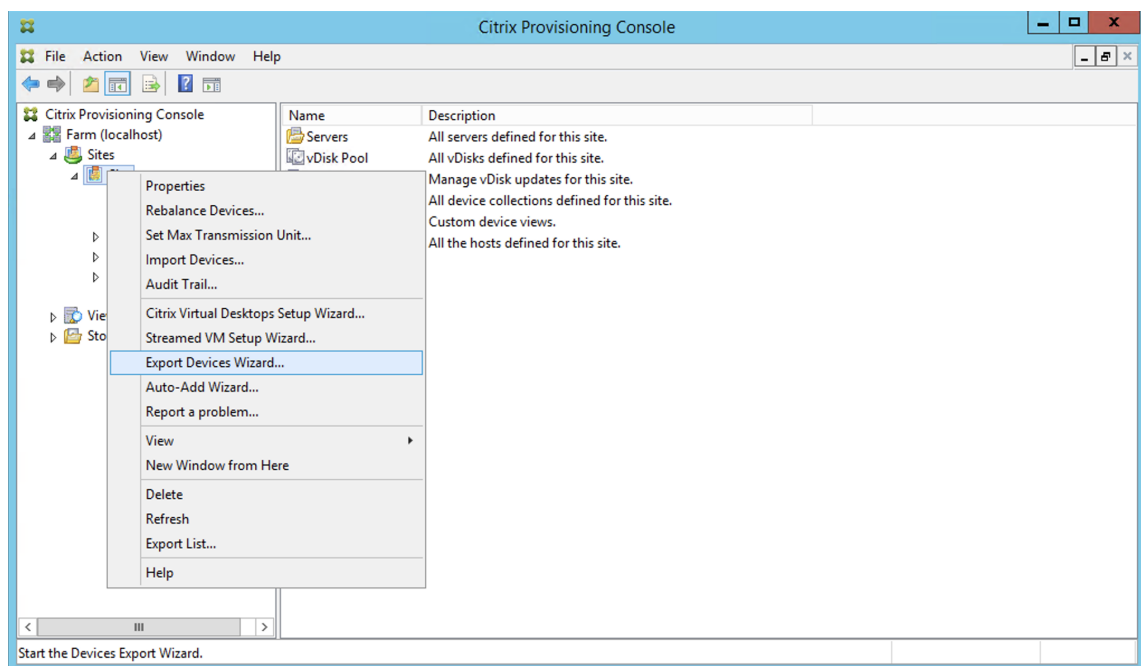 Citrix Provisioning Console
File Action View Window Help
Citrix Provisioning Console
Farm (localhost)
Sites
Vie
Sto
Name Description
Servers All servers defined for this site.
vDisk Pool All vDisks defined for this site.
Manage vDisk updates for this site.
All device collections defined for this site.
Custom device views.
All the hosts defined for this site.
Properties
Rebalance Devices...
Set Max Transmission Unit...
Import Devices...
Audit Trail...
Citrix Virtual Desktops Setup Wizard...
Streamed VM Setup Wizard...
Export Devices Wizard...
Auto-Add Wizard...
Report a problem...
View
New Window from Here
Delete
Refresh
Export List...
Help
Start the Devices Export Wizard.